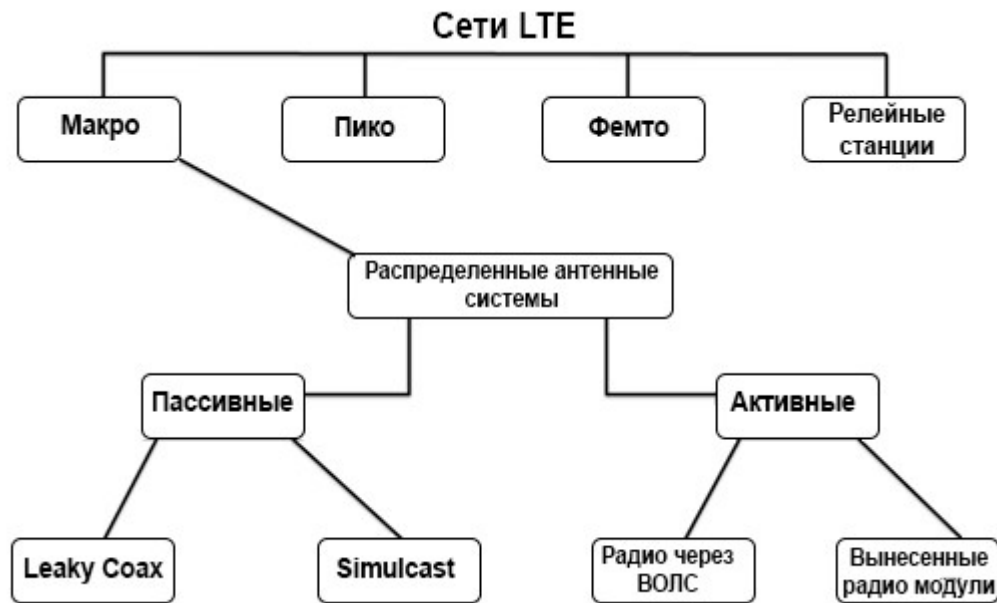 Сети LTE
Макро
Пико
Фемто
Релейные
станции
Распределенные антенные
системы
Пассивные
Активные
Leaky Coax
Simulcast
Радио через
ВОЛС
Вынесенные
радио модули